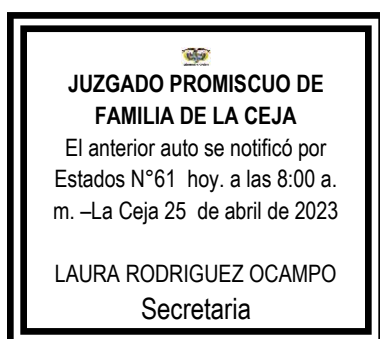 JUZGADO PROMISCUO DE
FAMILIA DE LA CEJA
El anterior auto se notificó por
Estados N°61 hoy. a las 8:00 a.
m. –La Ceja 25 de abril de 2023
LAURA RODRIGUEZ OCAMPO
Secretaria